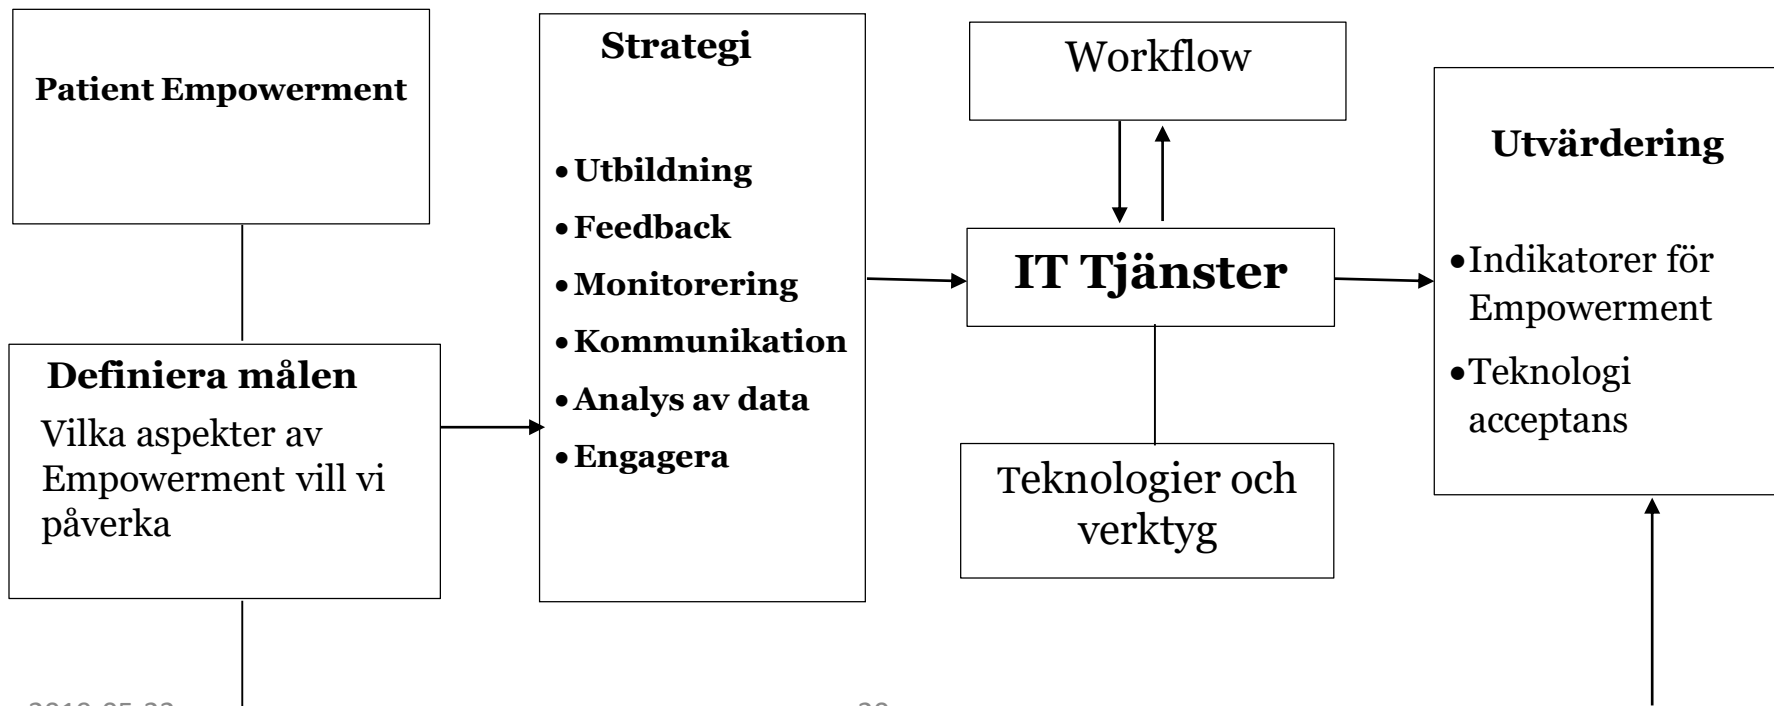 Patient Empowerment
Definiera målen
Vilka aspekter av
Empowerment vill vi
påverka
Strategi
•Utbildning
•Feedback
•Monitorering
•Kommunikation
•Analys av data
•Engagera
Workflow
IT Tjänster
Teknologier och
verktyg
Utvärdering
•Indikatorer för
Empowerment
•Teknologi
acceptans